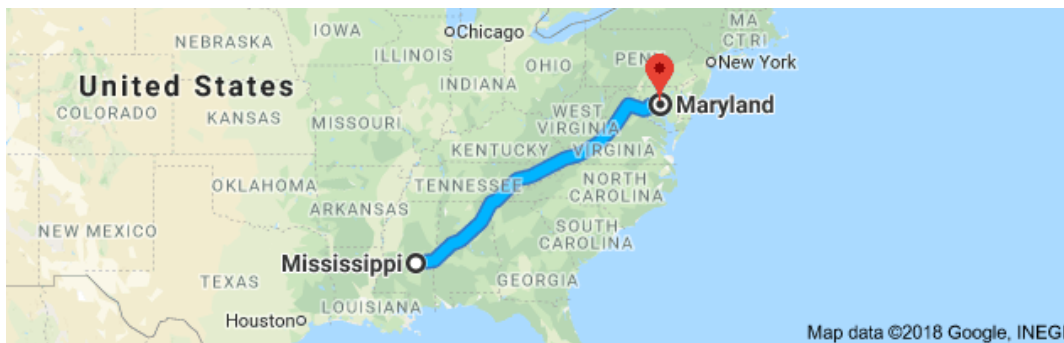 MA
CT RI
IOWA
Chicago
NEBRASKA
PENN
New York
ILLINOIS
OHIO
INDIANA
United States
Maryland
COLORADO
WEST
VIRGINIA
KANSAS
MISSOURI
KENTUCKY
VIRGINIA
TENNESSEE
OKLAHOMA
NORTH
CAROLINA
ARKANSAS
NEW MEXICO
SOUTH
CAROLINA
Mississippi
TEXAS
GEORGIA
LOUISIANA
Houston
Map data ©2018 Google, INEGI